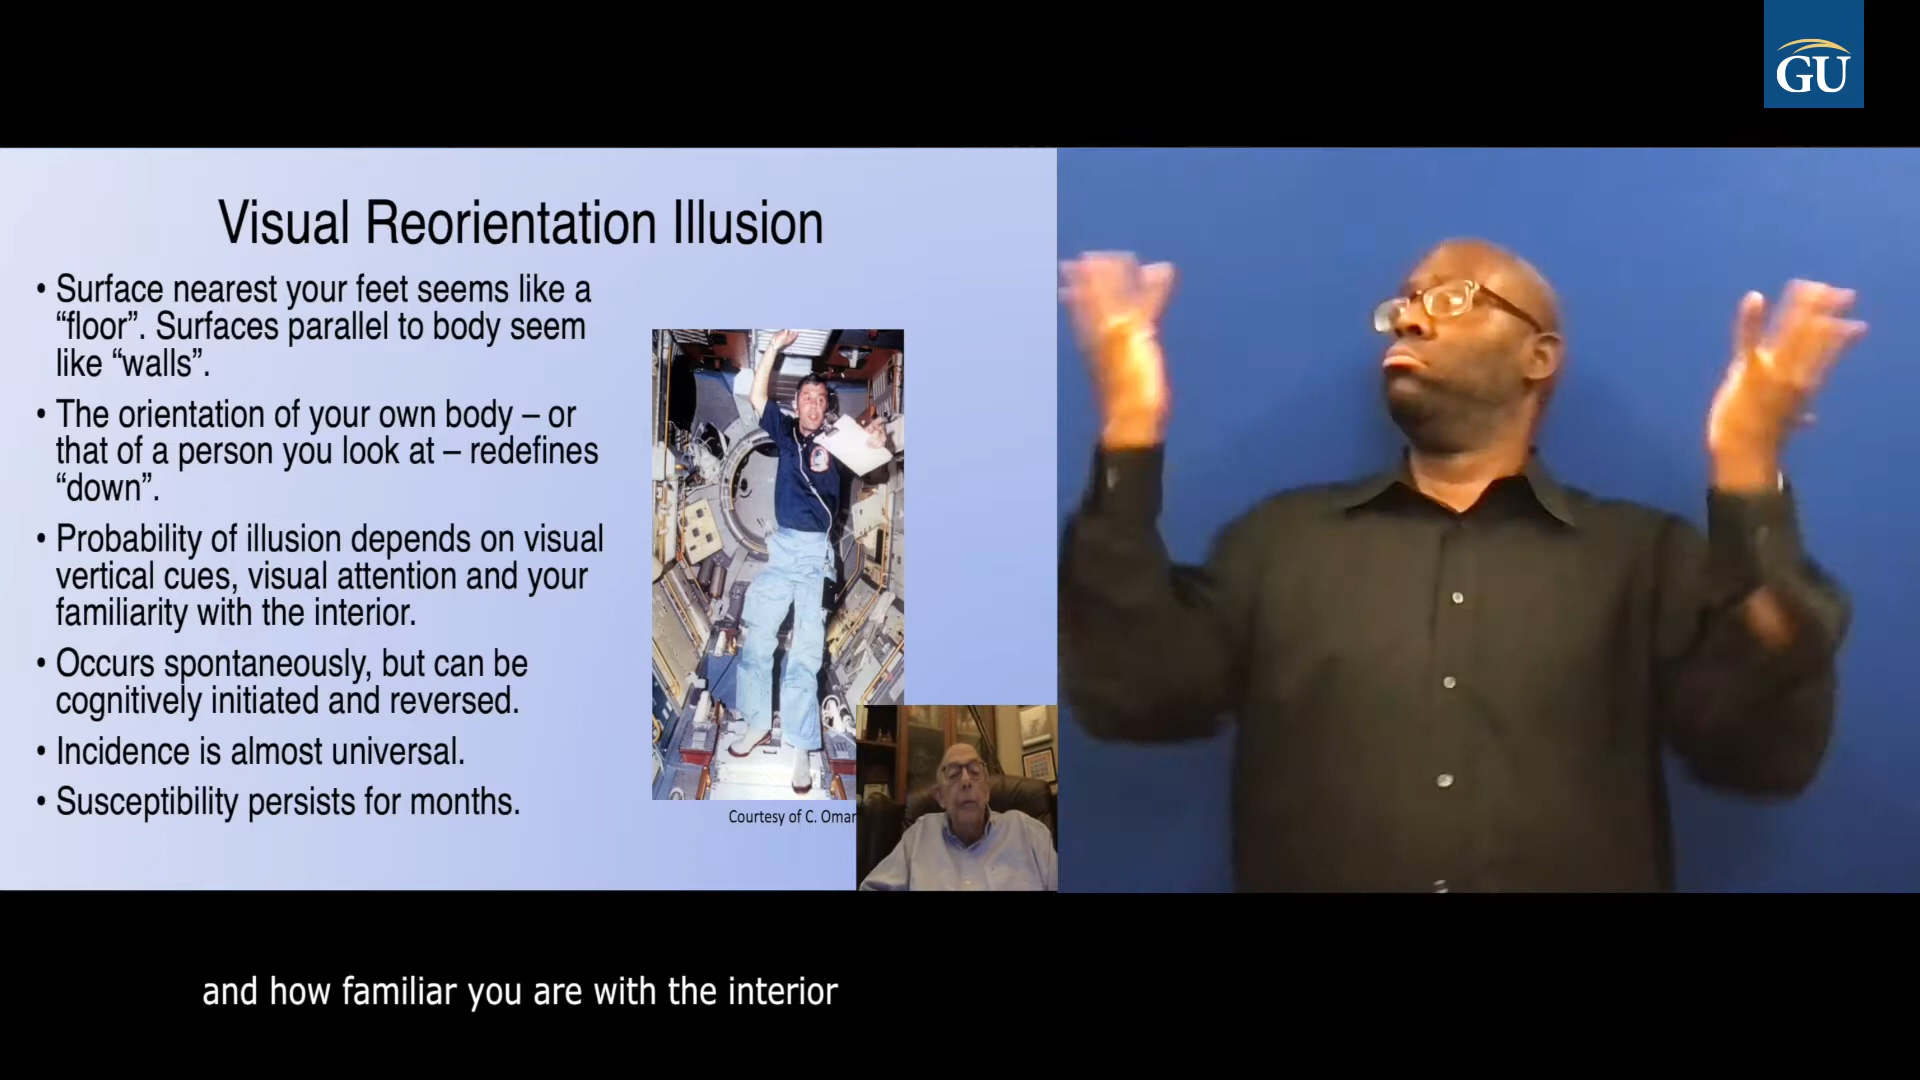 GU
Visual Reorientation Illusion
• Surface nearest your feet seems like a
“floor”. Surfaces parallel to body seem
like “walls”.
• The orientation of your own body – or
that of a person you look at – redefines
“down”.
• Probability of illusion depends on visual
vertical cues, visual attention and your
familiarity with the interior.
• Occurs spontaneously, but can be
cognitively initiated and reversed.
• Incidence is almost universal.
• Susceptibility persists for months.
Courtesy of C. Oman
and how familiar you are with the interior